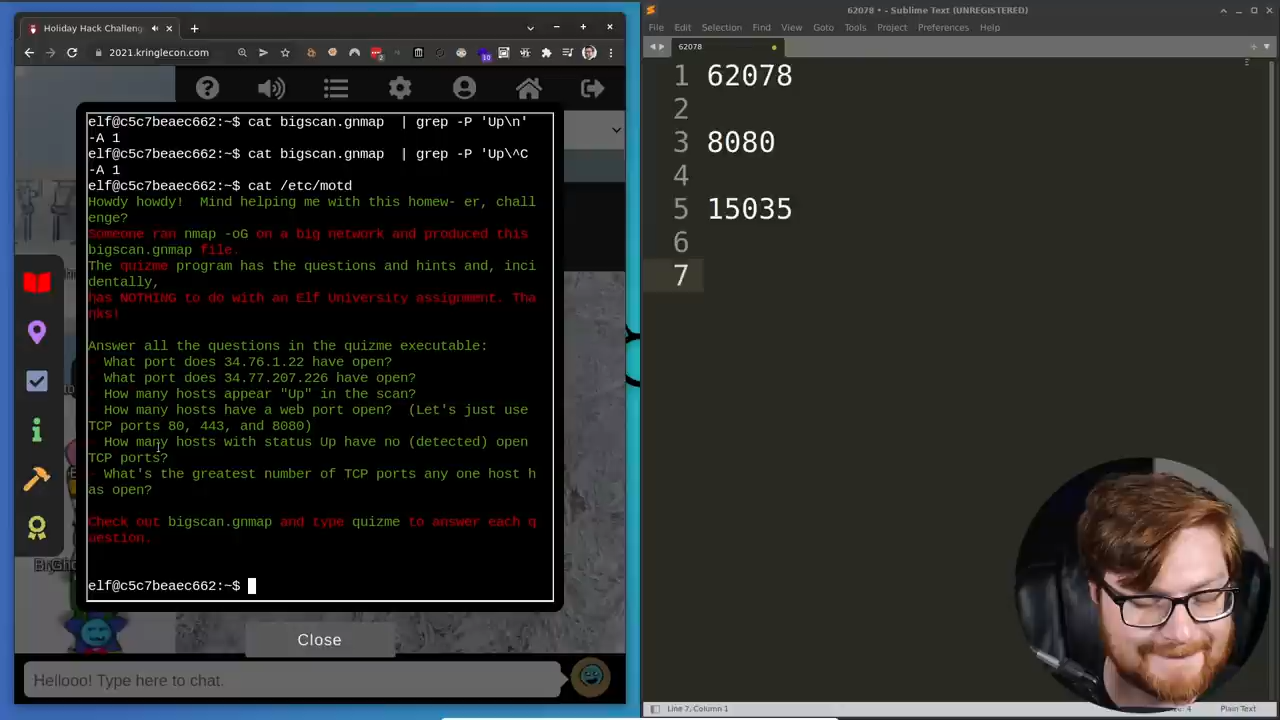 Holiday Hack Challeng
2021.kringlecon.com
2
10
elf@c5c7beaec662:~$ cat bigscan.gnmap  | grep -P 'Up\n'
-A 1
elf@c5c7beaec662:~$ cat bigscan.gnmap  | grep -P 'Up\^C
-A 1
elf@c5c7beaec662:~$ cat /etc/motd
Howdy howdy!  Mind helping me with this homew- er, chall
enge?
Someone ran nmap -oG on a big network and produced this
bigscan.gnmap file.
The quizme program has the questions and hints and, inci
dentally,
has NOTHING to do with an Elf University assignment. Tha
nks!
Answer all the questions in the quizme executable:
What port does 34.76.1.22 have open?
What port does 34.77.207.226 have open?
How many hosts appear "Up" in the scan?
How many hosts have a web port open?  (Let's just use
TCP ports 80, 443, and 8080)
How many hosts with status Up have no (detected) open
TCP ports?
What's the greatest number of TCP ports any one host h
as open?
Check out bigscan.gnmap and type quizme to answer each q
uestion.
elf@c5c7beaec662:~$
Close
Hellooo! Type here to chat.
62078 • - Sublime Text (UNREGISTERED)
File Edit Selection Find View Goto Tools Project Preferences Help
62078
1 62078
2
3 8080
4
5 15035
6
7
Line 7, Column 1
Plain Text